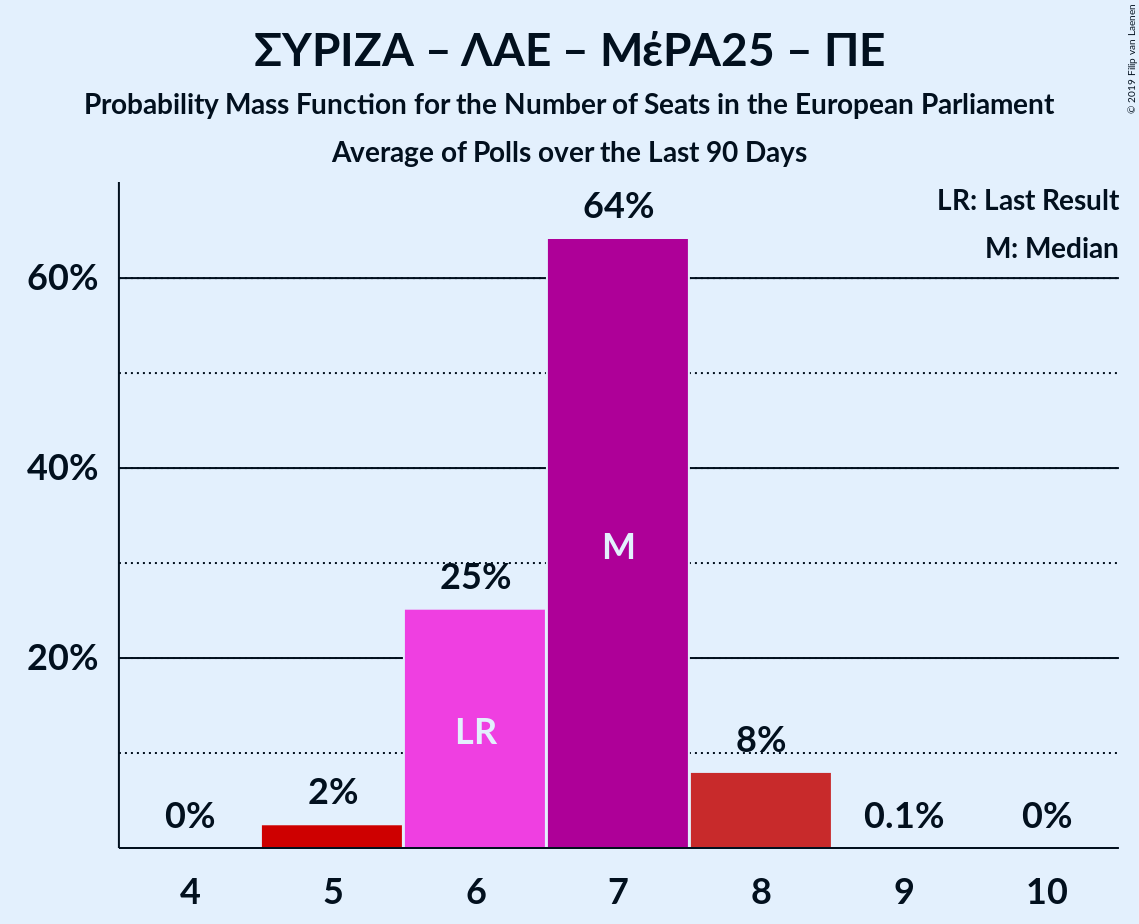 ΣΥΡΙΖΑ – ΛΑΕ – ΜέΡΑ25 – ΠΕ
Probability Mass Function for the Number of Seats in the European Parliament
Average of Polls over the Last 90 Days
© 2019 Filip van Laenen
LR: Last Result
M: Median
64%
60%
40%
M
25%
20%
LR
8%
2%
0%
0.1%
0%
4 5 6 7 8 9 10